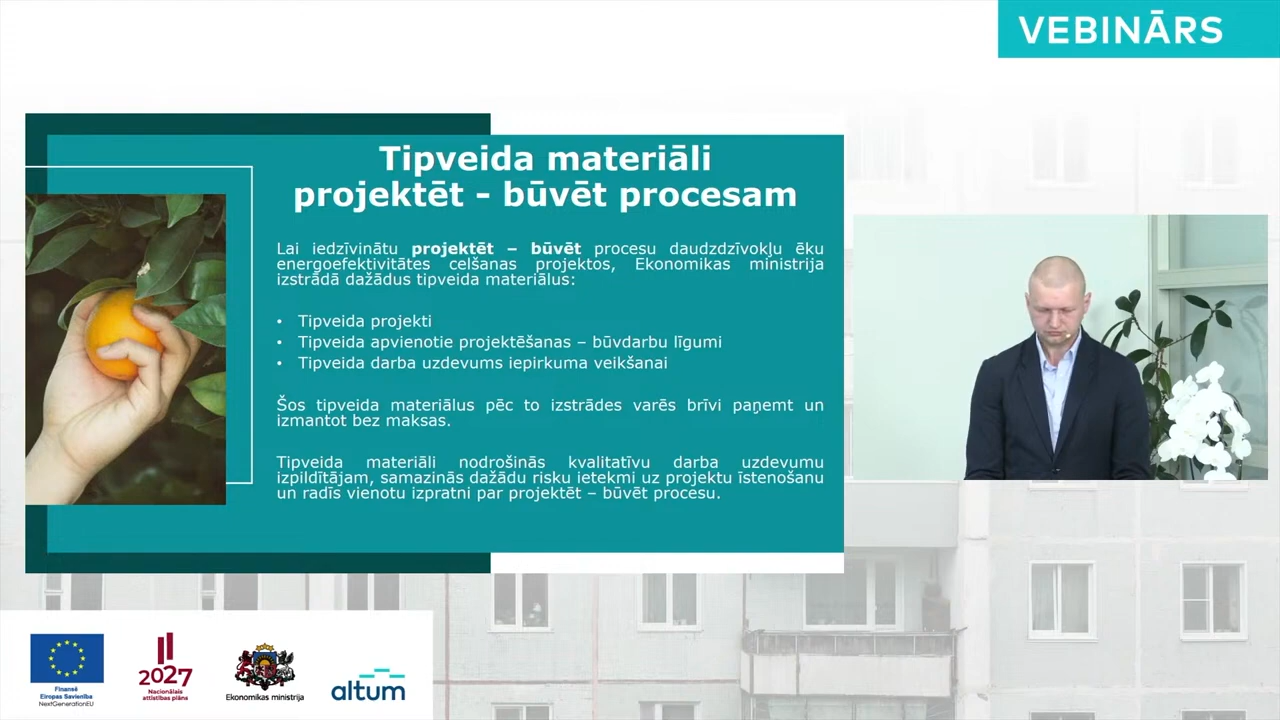 VEBINĀRS
Tipveida materiāli
projektēt - būvēt procesam
Lai iedzīvinātu projektēt – būvēt procesu daudzdzīvokļu ēku
energoefektivitātes celšanas projektos, Ekonomikas ministrija
izstrādā dažādus tipveida materiālus:
• Tipveida projekti
• Tipveida apvienotie projektēšanas – būvdarbu līgumi
• Tipveida darba uzdevums iepirkuma veikšanai
Šos tipveida materiālus pēc to izstrādes varēs brīvi paņemt un
izmantot bez maksas.
Tipveida materiāli nodrošinās kvalitatīvu darba uzdevumu
izpildītājam, samazinās dažādu risku ietekmi uz projektu īstenošanu
un radīs vienotu izpratni par projektēt – būvēt procesu.
Finansē
Eiropas Savienība
NextGenerationEU
2027
Nacionālais
attīstības plāns
Ekonomikas ministrija
altum